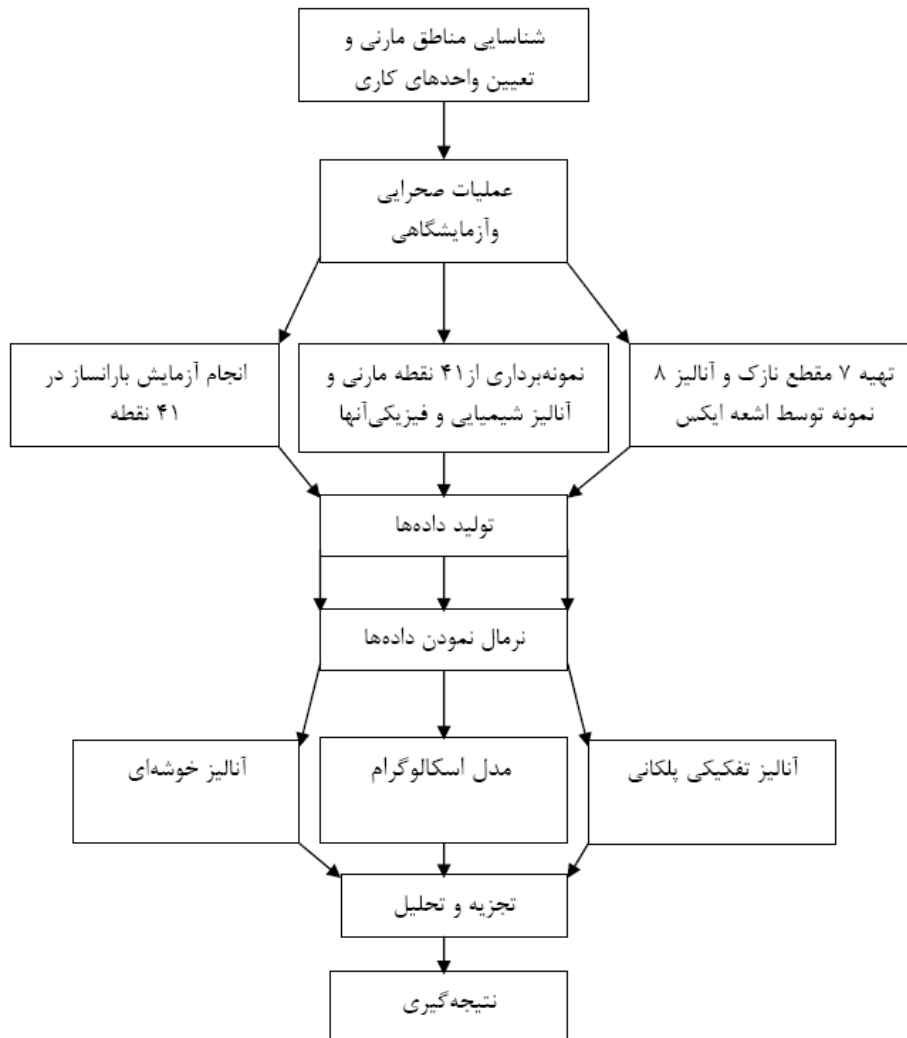 شناسایی مناطق مارنی و
تعیین واحدهای کاری
عملیات صحرایی
وآزمایشگاهی
تهیه ۷ مقطع نازک و آنالیز ۸
نمونه توسط اشعه ایکس
نمونه‌برداری از۴۱ نقطه مارنی و
آنالیز شیمیایی و فیزیکی‌آنها
انجام آزمایش بارانساز در
۴۱ نقطه
تولید داده‌ها
نرمال نمودن داده‌ها
آنالیز تفکیکی پلکانی
مدل اسکالوگرام
آنالیز خوشه‌ای
تجزیه و تحلیل
نتیجه‌گیری